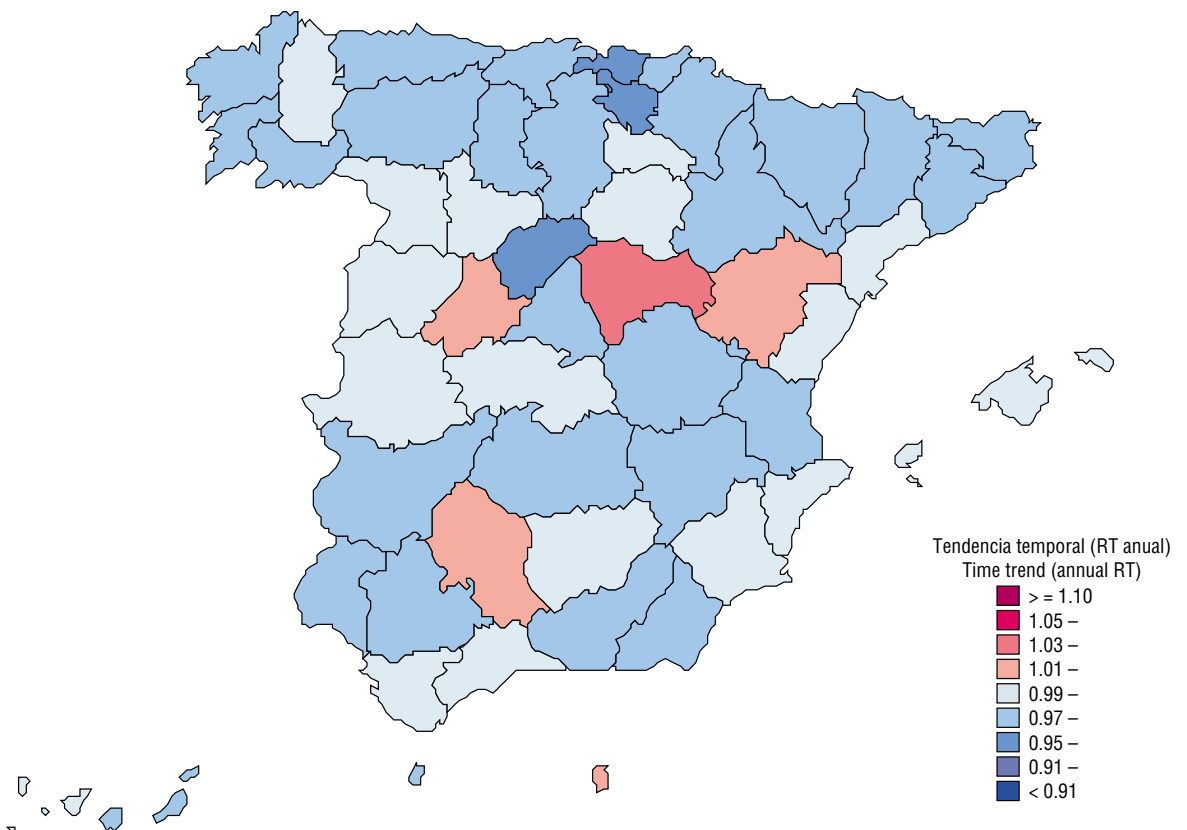 Tendencia temporal (RT anual)
Time trend (annual RT)
> = 1.10
1.05 –
1.03 –
1.01 –
0.99 –
0.97 –
0.95 –
0.91 –
< 0.91